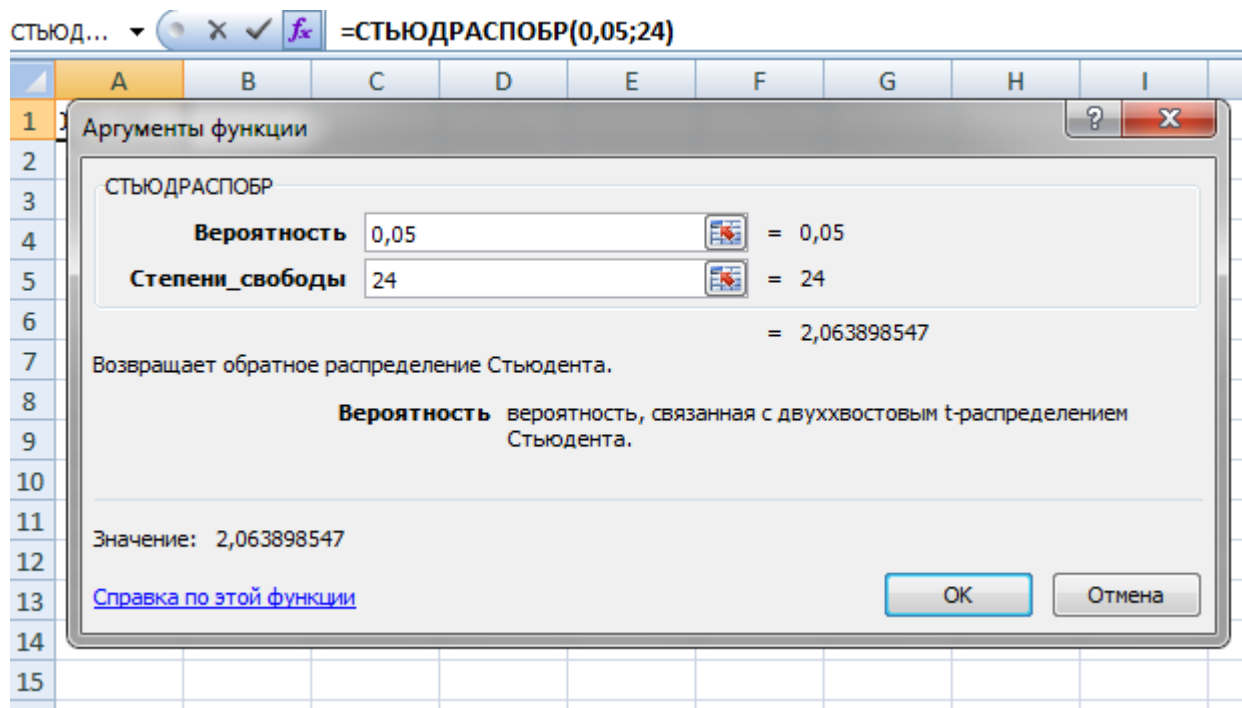 СТЬЮД... =СТЬЮДРАСПОБР(0,05;24)
A B C D E F G H I
1
Аргументы функции
2
СТЬЮДРАСПОБР
3
4 Вероятность 0,05 = 0,05
5 Степени_свободы 24 = 24
6 = 2,063898547
7 Возвращает обратное распределение Стьюдента.
8 Вероятность вероятность, связанная с двуххвостовым t-распределением
9 Стьюдента.
10
11
Значение: 2,063898547
12
13 Справка по этой функции OK Отмена
14
15